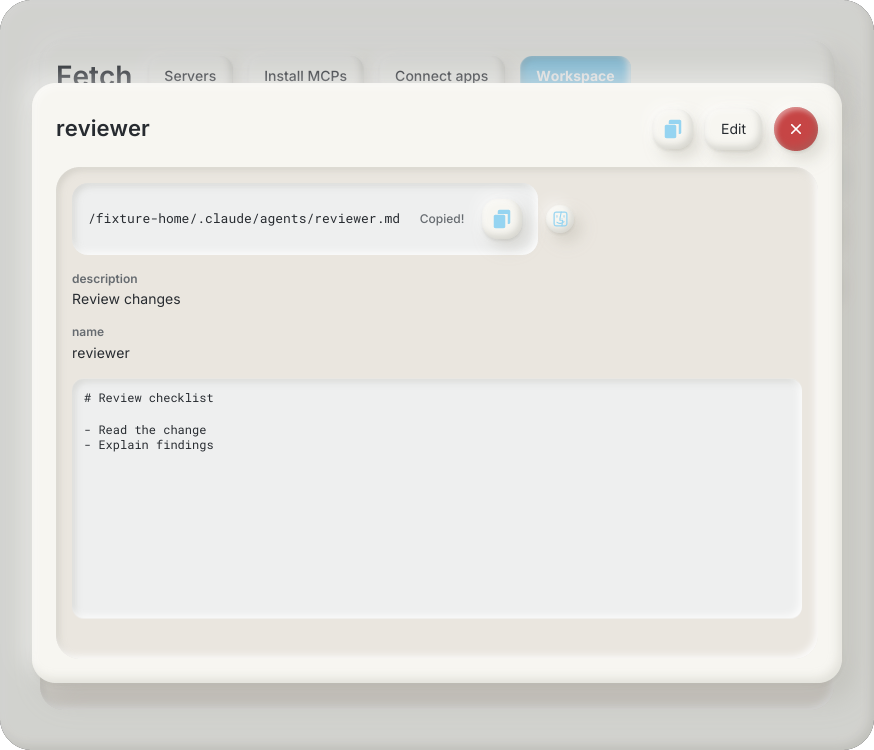 Fetch Servers Install MCPs Connect apps Workspace
reviewer Edit
/fixture-home/.claude/agents/reviewer.md Copied!
description
Review changes
name
reviewer
# Review checklist
- Read the change
- Explain findings